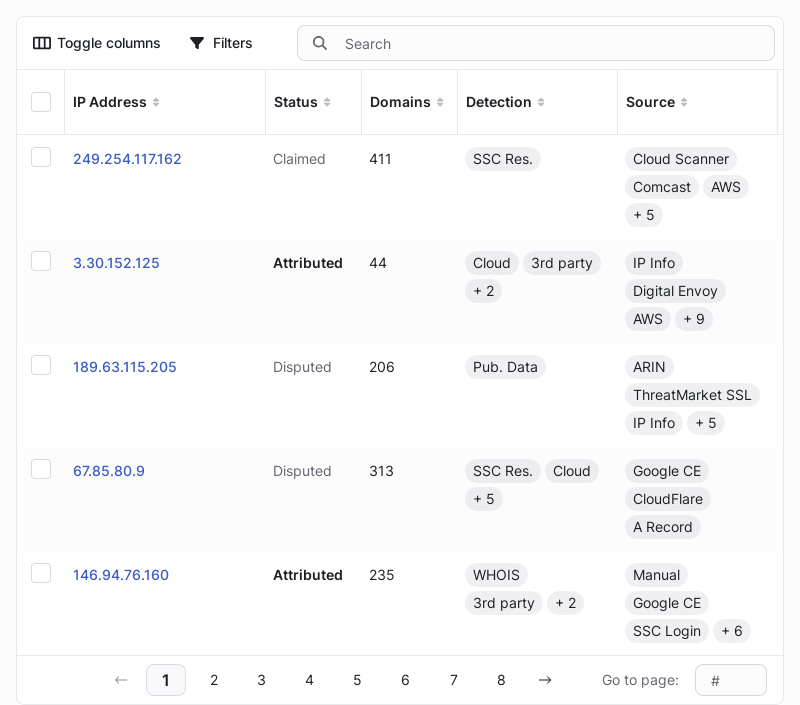 Toggle columns Filters Search
IP Address Status Domains Detection Source
249.254.117.162 Claimed 411 SSC Res. Cloud Scanner
Comcast AWS
+ 5
3.30.152.125 Attributed 44 Cloud 3rd party IP Info
+ 2 Digital Envoy
AWS + 9
189.63.115.205 Disputed 206 Pub. Data ARIN
ThreatMarket SSL
IP Info + 5
67.85.80.9 Disputed 313 SSC Res. Cloud Google CE
+ 5 CloudFlare
A Record
146.94.76.160 Attributed 235 WHOIS Manual
3rd party + 2 Google CE
SSC Login + 6
← 1 2 3 4 5 6 7 8 → Go to page: #